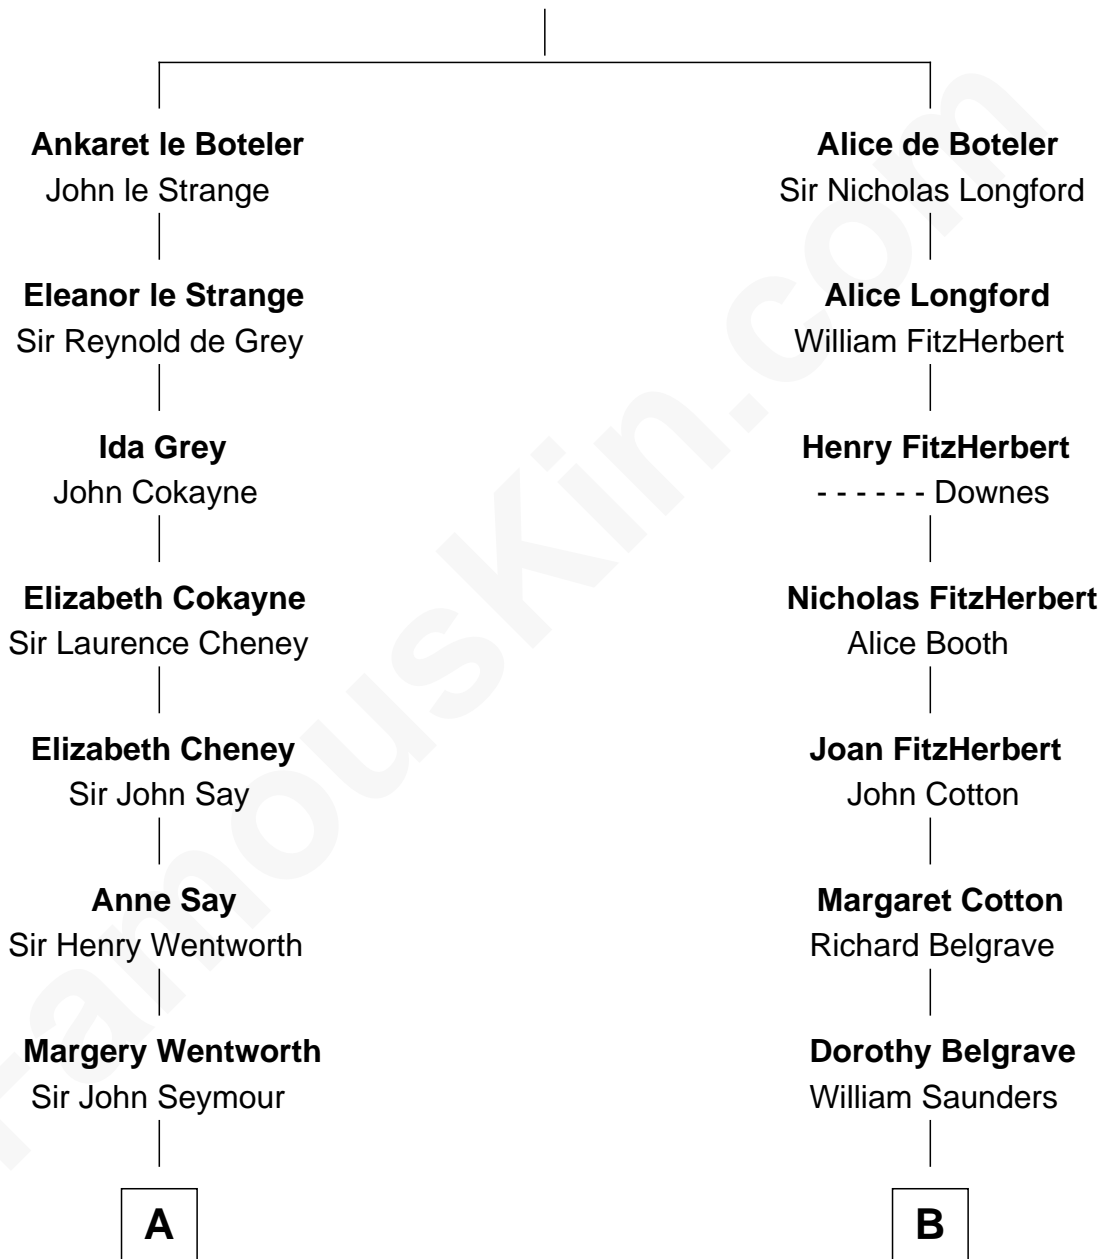 Ankaret le Boteler
John le Strange
Alice de Boteler
Sir Nicholas Longford
Eleanor le Strange
Sir Reynold de Grey
Alice Longford
William FitzHerbert
Ida Grey
John Cokayne
Henry FitzHerbert
- - - - - - Downes
Elizabeth Cokayne
Sir Laurence Cheney
Nicholas FitzHerbert
Alice Booth
Elizabeth Cheney
Sir John Say
Joan FitzHerbert
John Cotton
Anne Say
Sir Henry Wentworth
Margaret Cotton
Richard Belgrave
Margery Wentworth
Sir John Seymour
Dorothy Belgrave
William Saunders
A
B
FamousKin.com